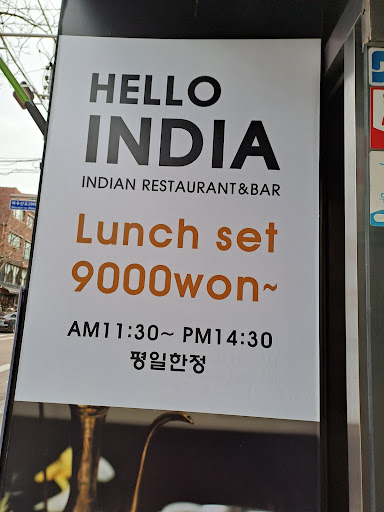 HELLO
INDIA
INDIAN RESTAURANT&BAR
Lunch set
9000won~
AM11:30~ PM14:30
평일한정